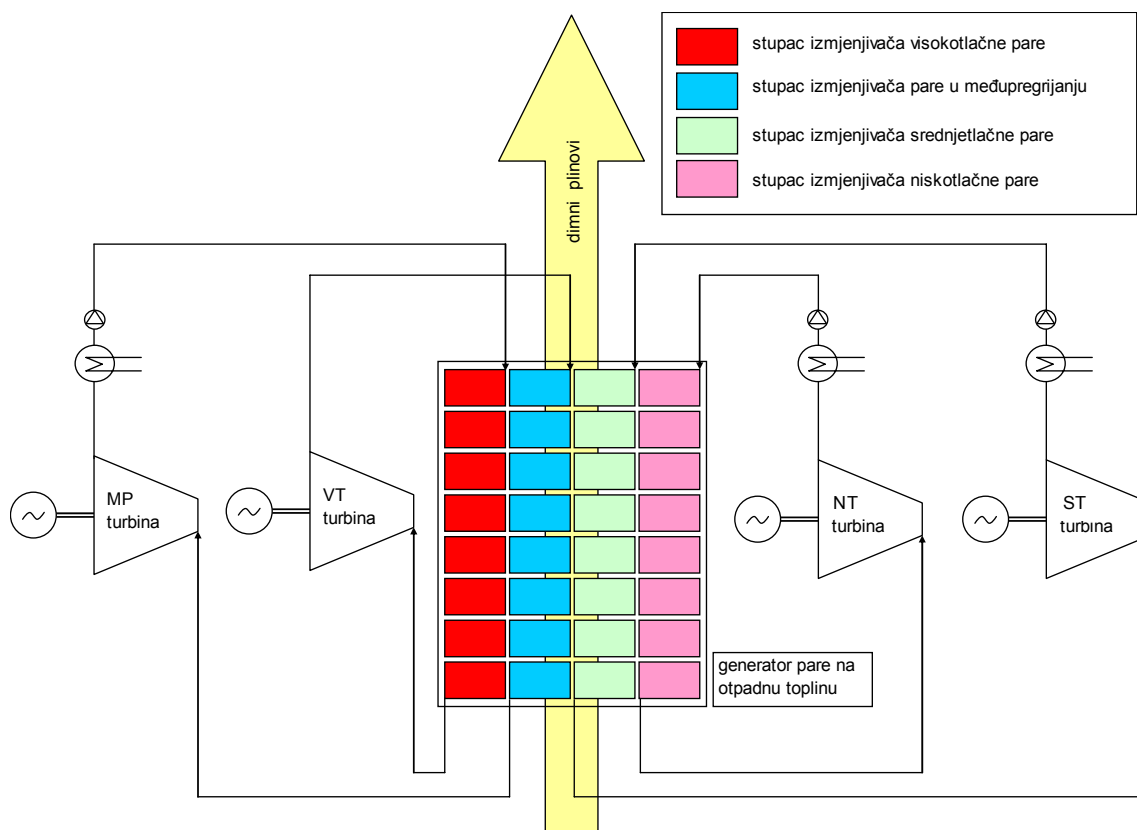 stupac izmjenjivača visokotlačne pare
stupac izmjenjivača pare u međupregrijanju
stupac izmjenjivača srednjetlačne pare
stupac izmjenjivača niskotlačne pare
dimni plinovi
MP
turbina
VT
turbina
NT
turbina
ST
turbina
generator pare na
otpadnu toplinu